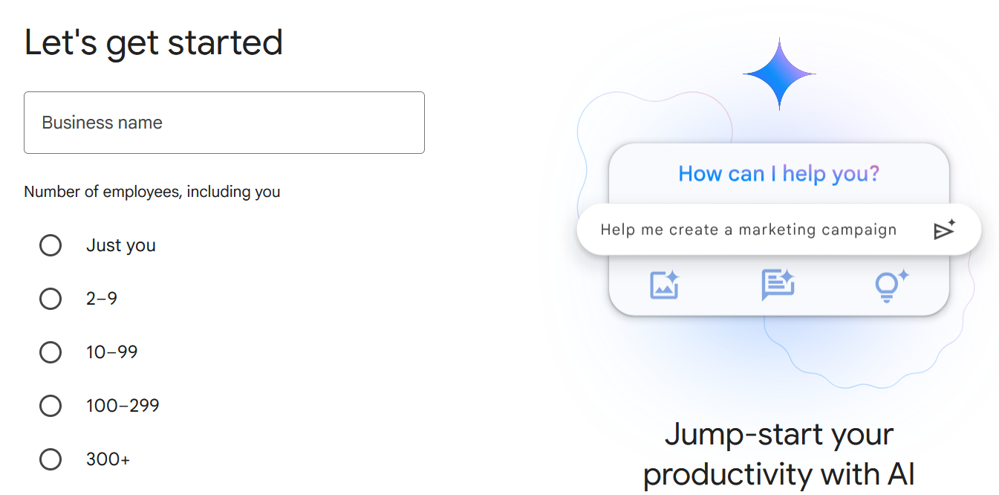 Let's get started
Business name
Number of employees, including you
Just you
2–9
10–99
100–299
300+
How can I help you?
Help me create a marketing campaign
Jump-start your
productivity with AI